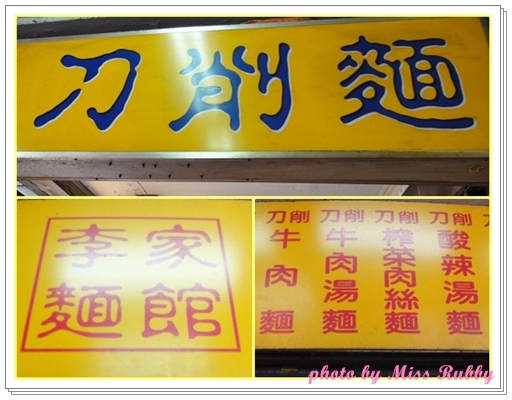 刀削麵
李家
麵館
刀削牛肉麵
刀削牛肉湯麵
刀削榨菜肉絲麵
刀削酸辣湯麵
photo by Miss Rubby